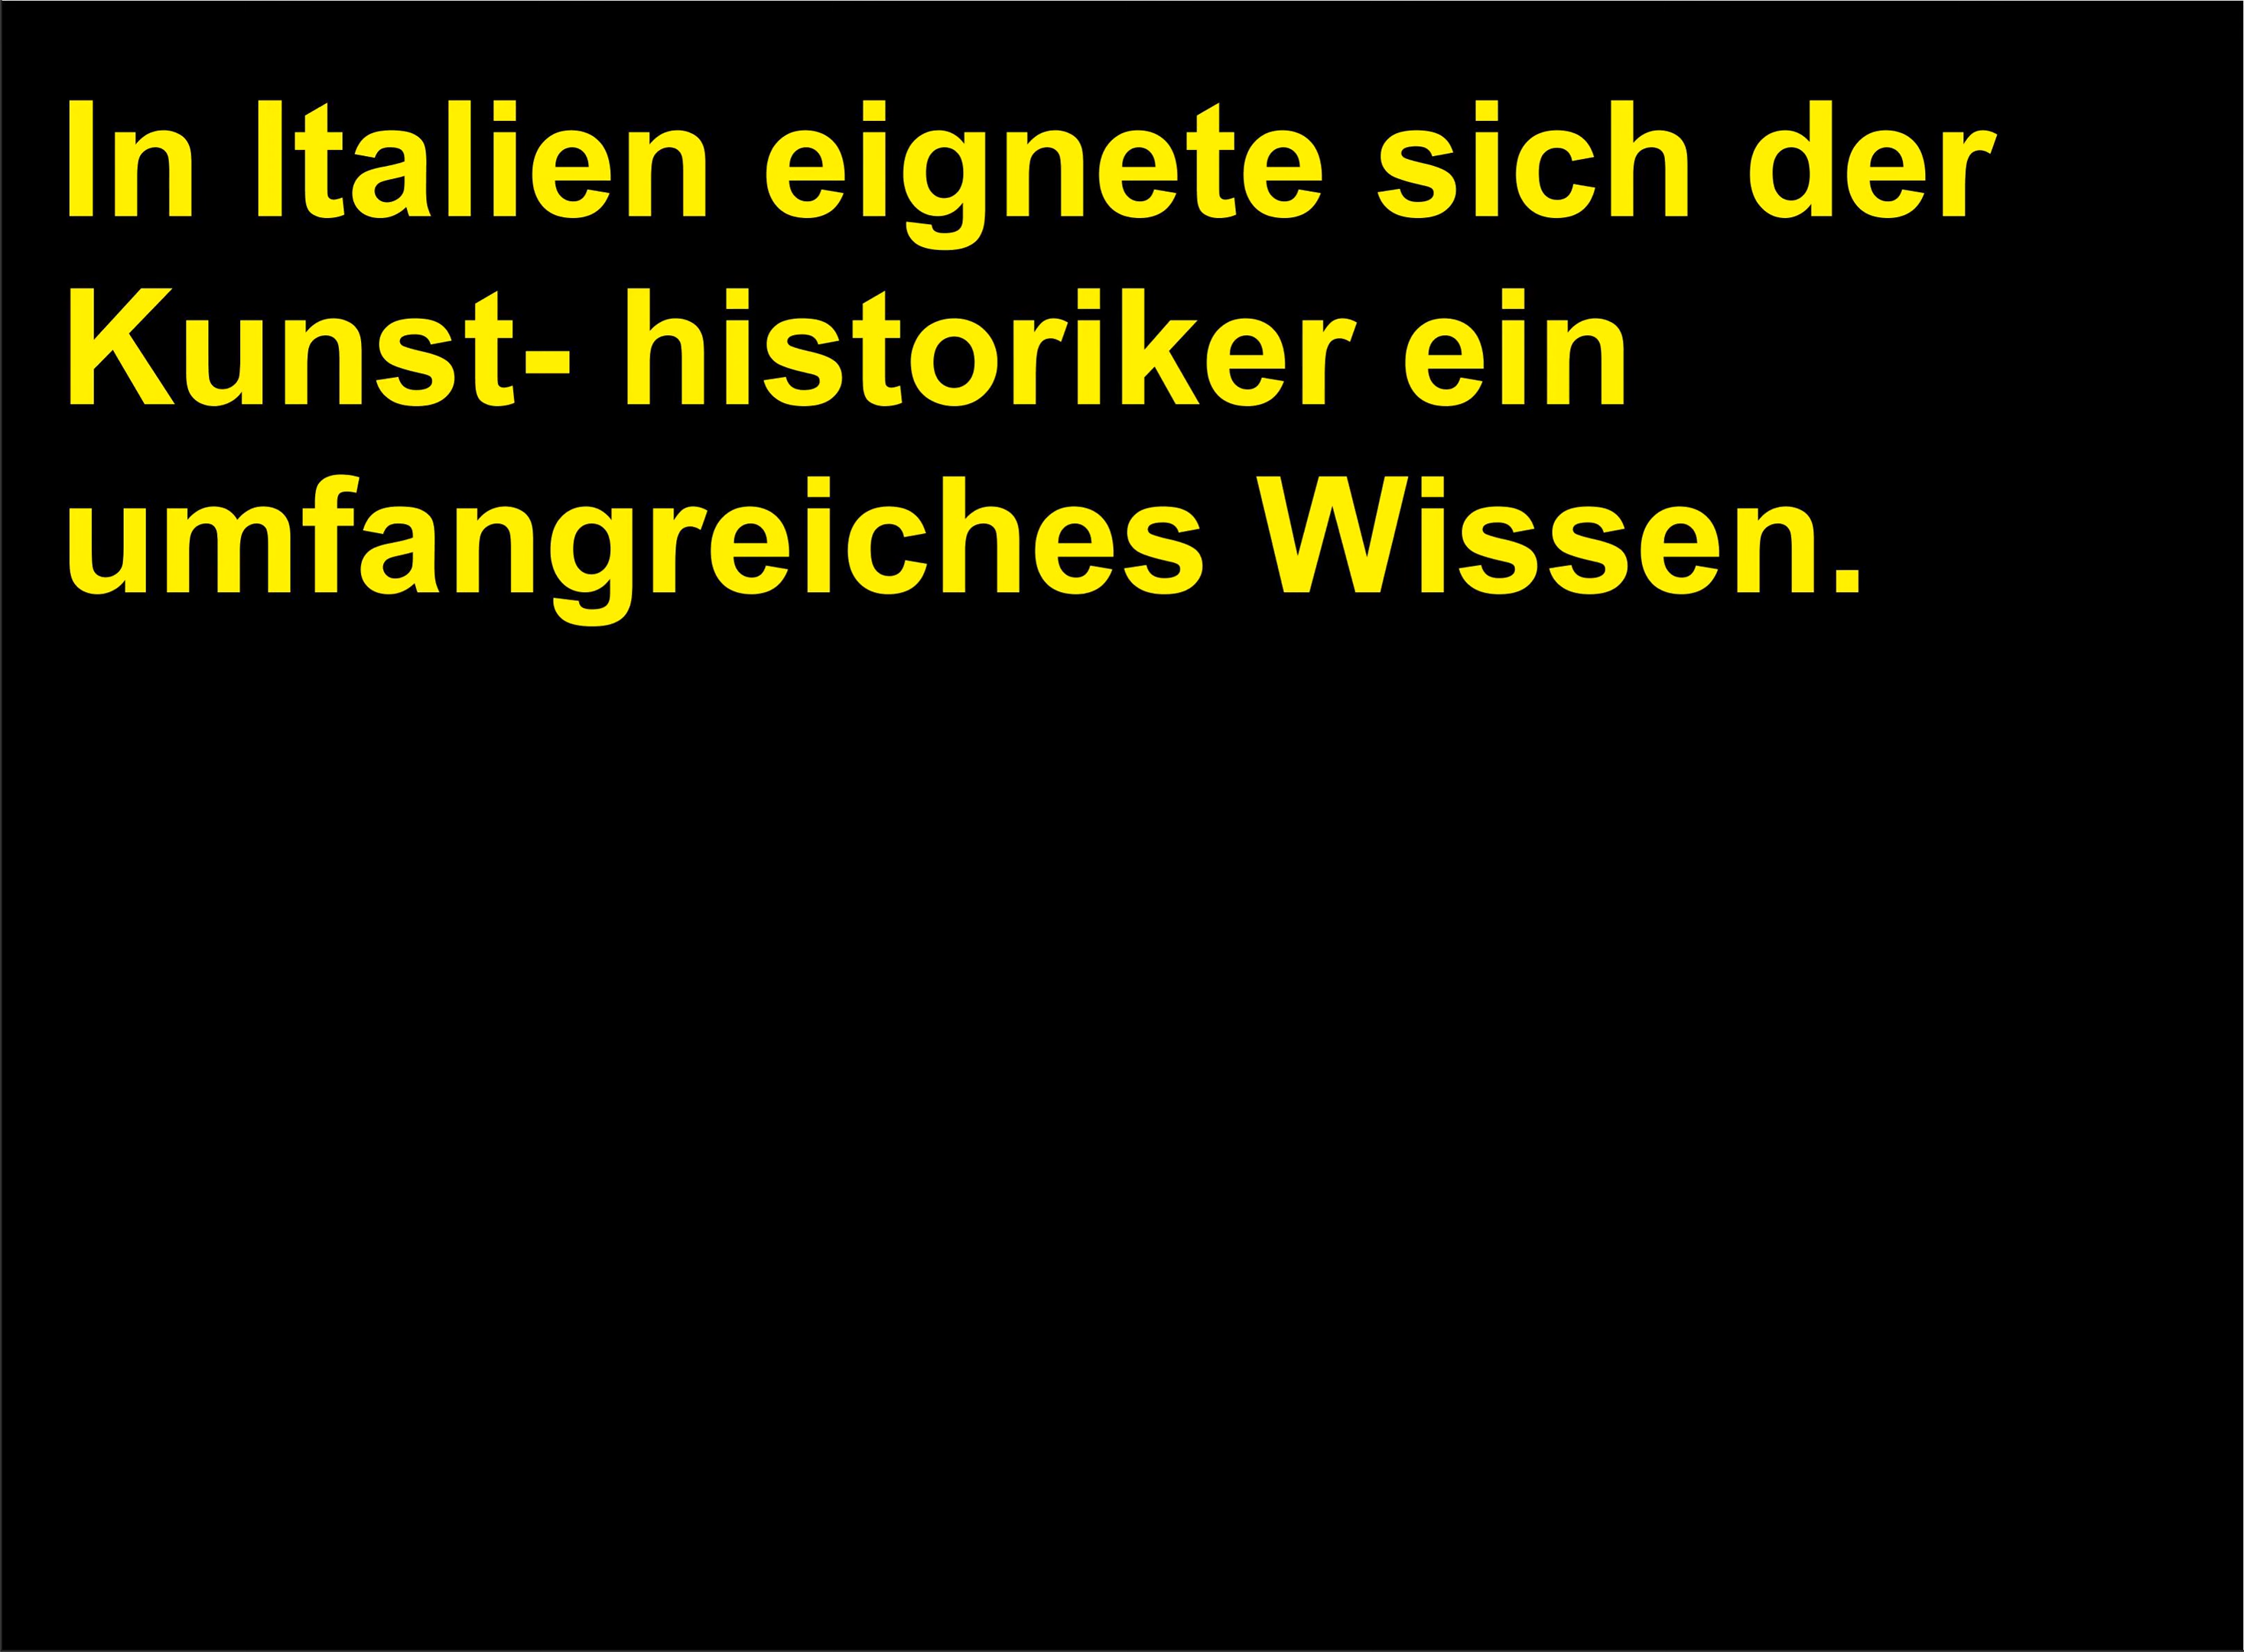 In Italien eignete sich der
Kunst- historiker ein
umfangreiches Wissen.